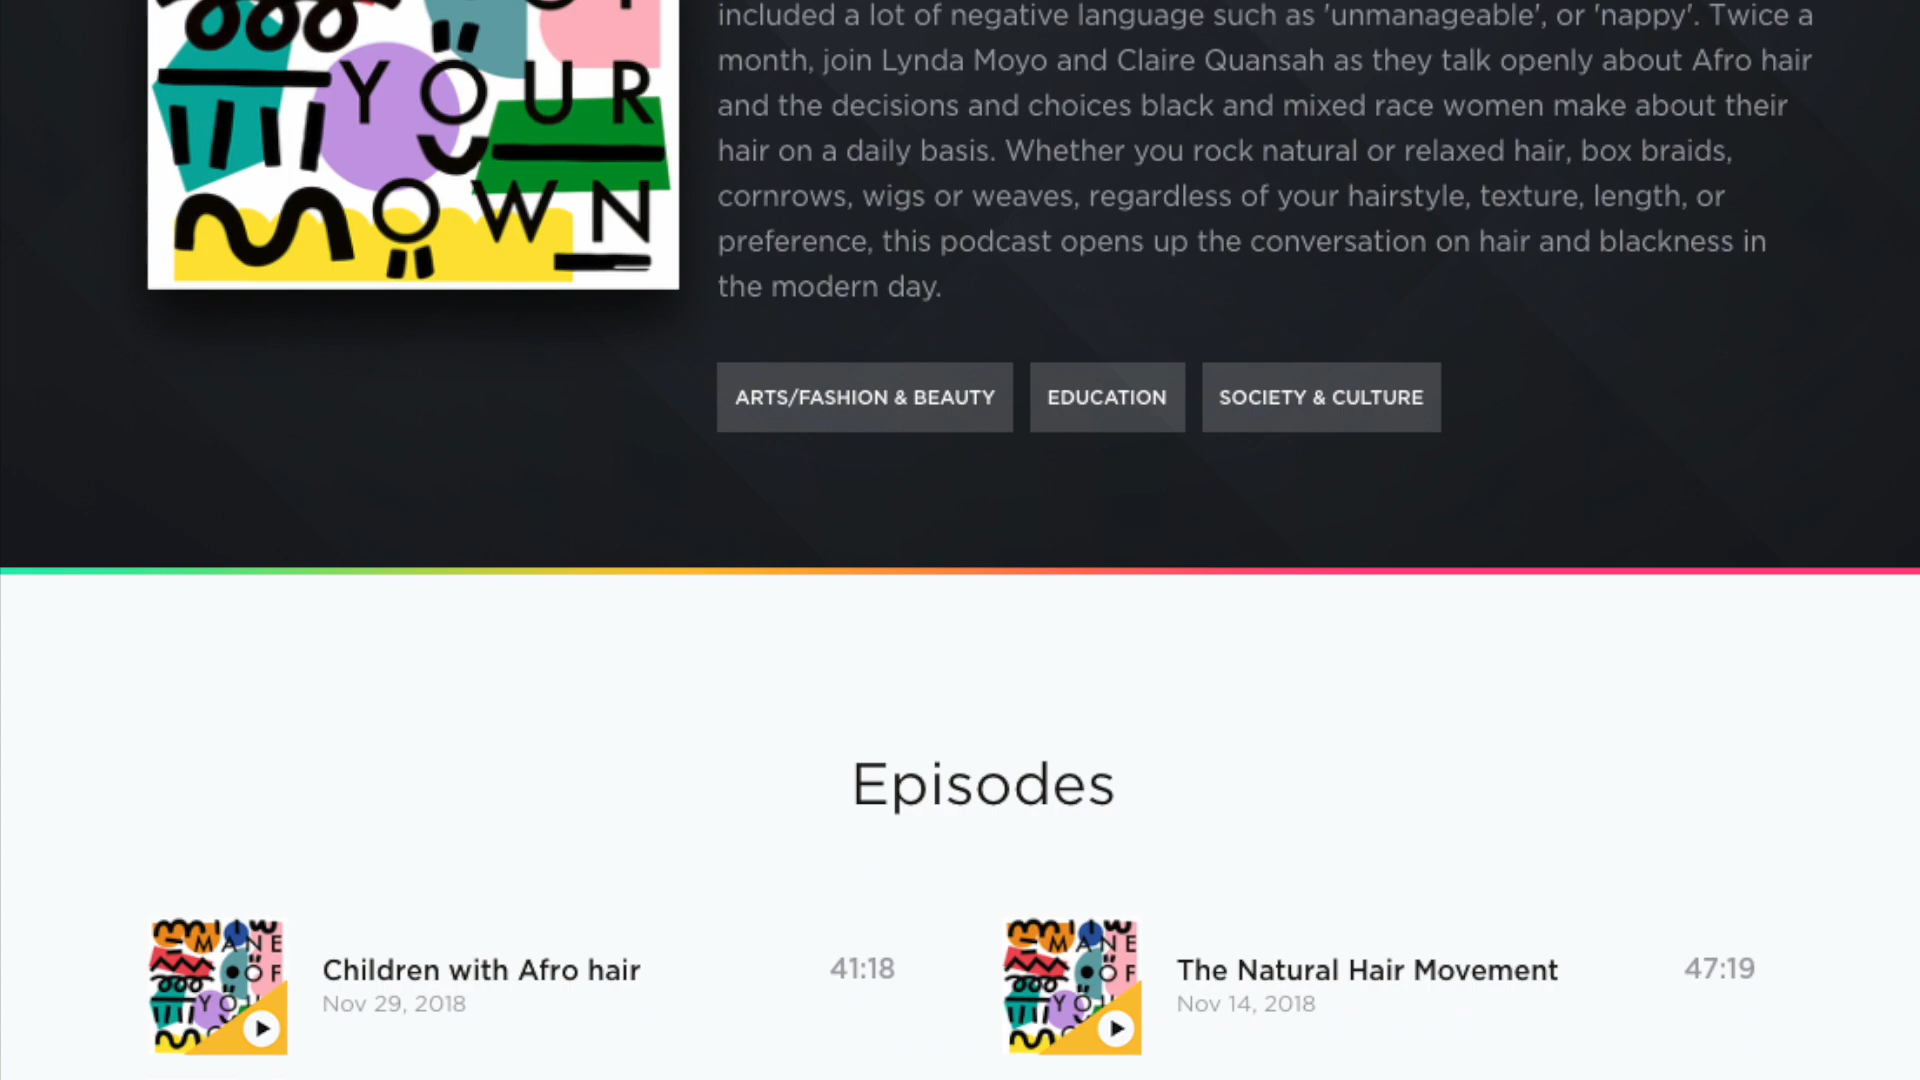 included a lot of negative language such as 'unmanageable', or 'nappy'. Twice a
month, join Lynda Moyo and Claire Quansah as they talk openly about Afro hair
and the decisions and choices black and mixed race women make about their
hair on a daily basis. Whether you rock natural or relaxed hair, box braids,
cornrows, wigs or weaves, regardless of your hairstyle, texture, length, or
preference, this podcast opens up the conversation on hair and blackness in
the modern day.
YOUR
OWN
ARTS/FASHION & BEAUTY
EDUCATION
SOCIETY & CULTURE
Episodes
MANE
OF
Children with Afro hair
41:18
Nov 29, 2018
MANE
OF
The Natural Hair Movement
47:19
Nov 14, 2018